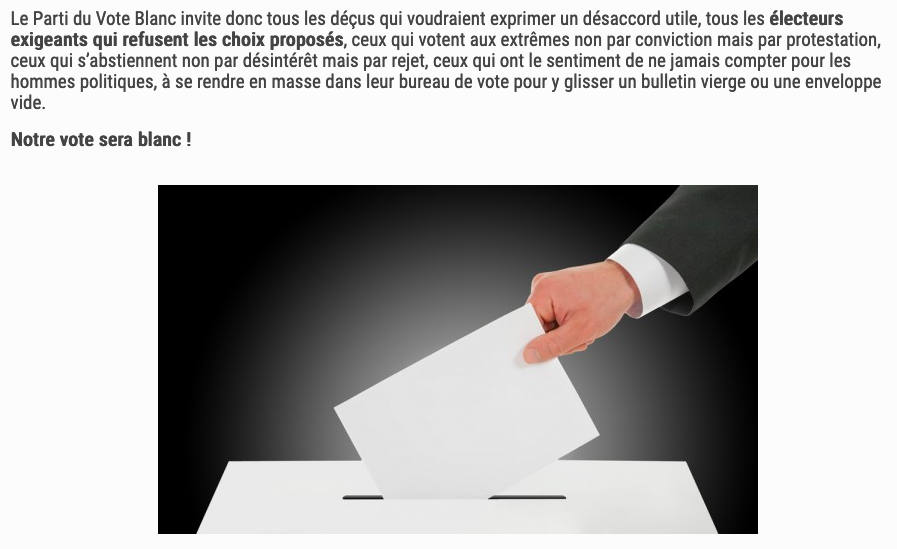 Le Parti du Vote Blanc invite donc tous les déçus qui voudraient exprimer un désaccord utile, tous les électeurs
exigeants qui refusent les choix proposés, ceux qui votent aux extrêmes non par conviction mais par protestation,
ceux qui s’abstiennent non par désintérêt mais par rejet, ceux qui ont le sentiment de ne jamais compter pour les
hommes politiques, à se rendre en masse dans leur bureau de vote pour y glisser un bulletin vierge ou une enveloppe
vide.
Notre vote sera blanc !